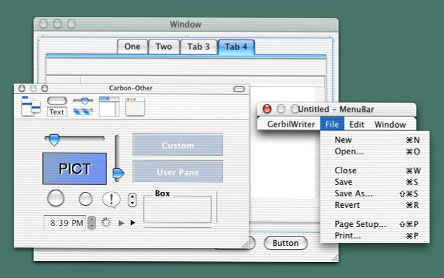 Window
One Two Tab 3 Tab 4
Carbon-Other
Text
Untitled - MenuBar
GerbilWriter File Edit Window
New ⌘N
Open... ⌘O
Close ⌘W
Save ⌘S
Save As... ⇧⌘S
Revert ⌘R
Page Setup... ⇧⌘P
Print... ⌘P
Custom
PICT
User Pane
Box
8:39 PM
Button